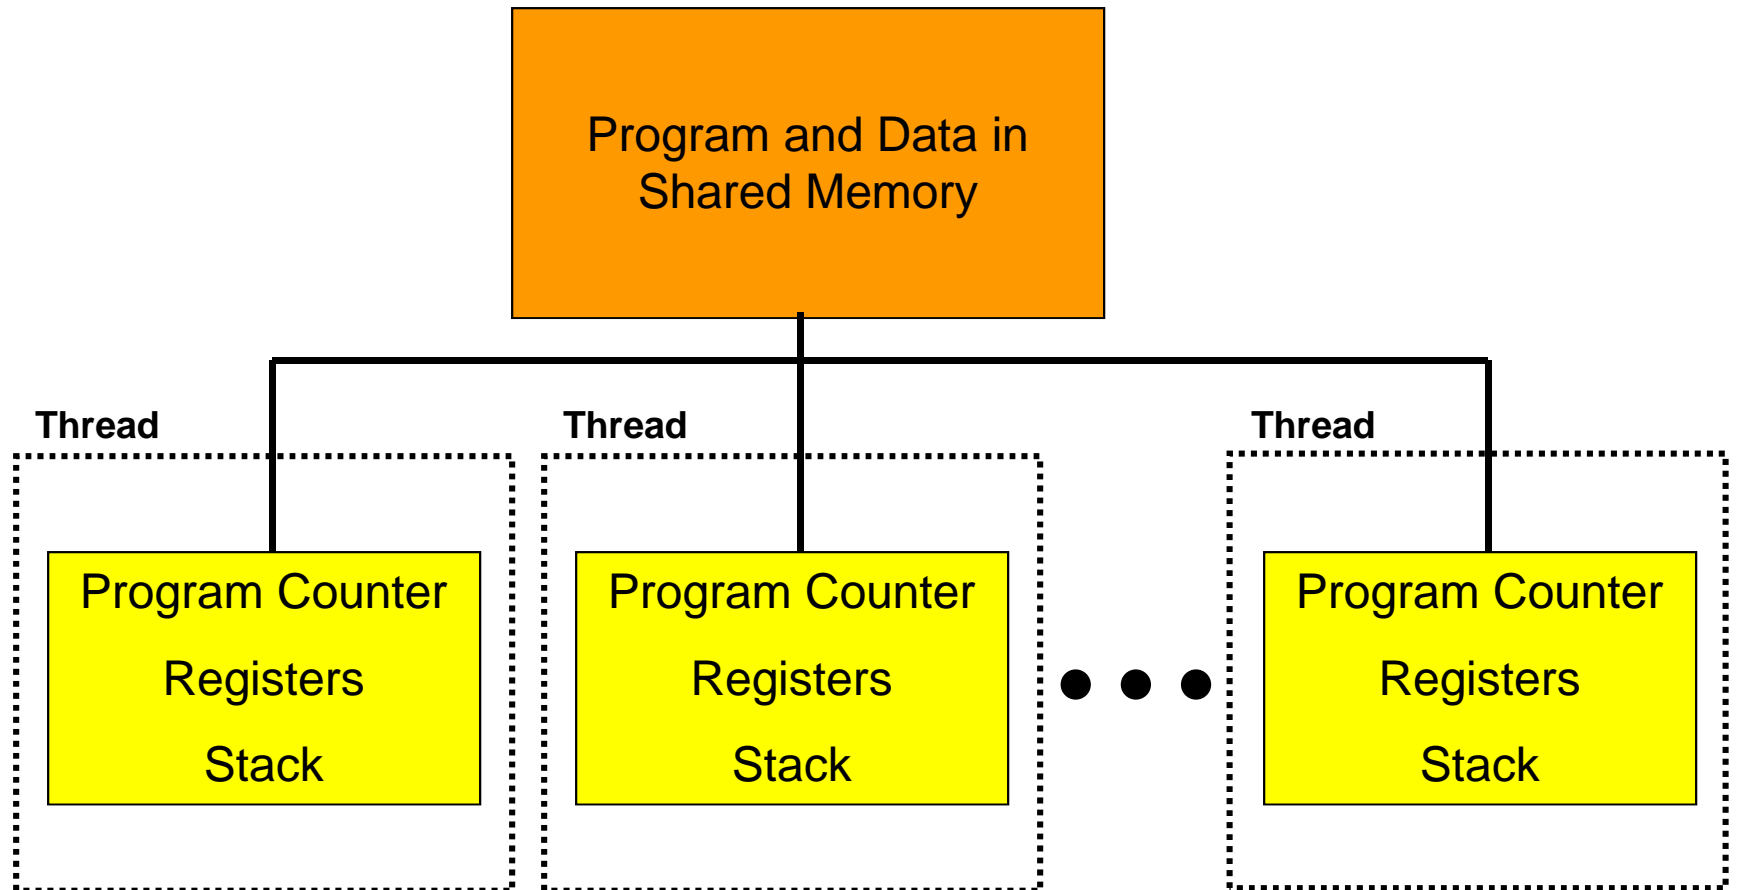 Program and Data in
Shared Memory
Thread
Thread
Thread
Program Counter
Registers
Stack
Program Counter
Registers
Stack
Program Counter
Registers
Stack